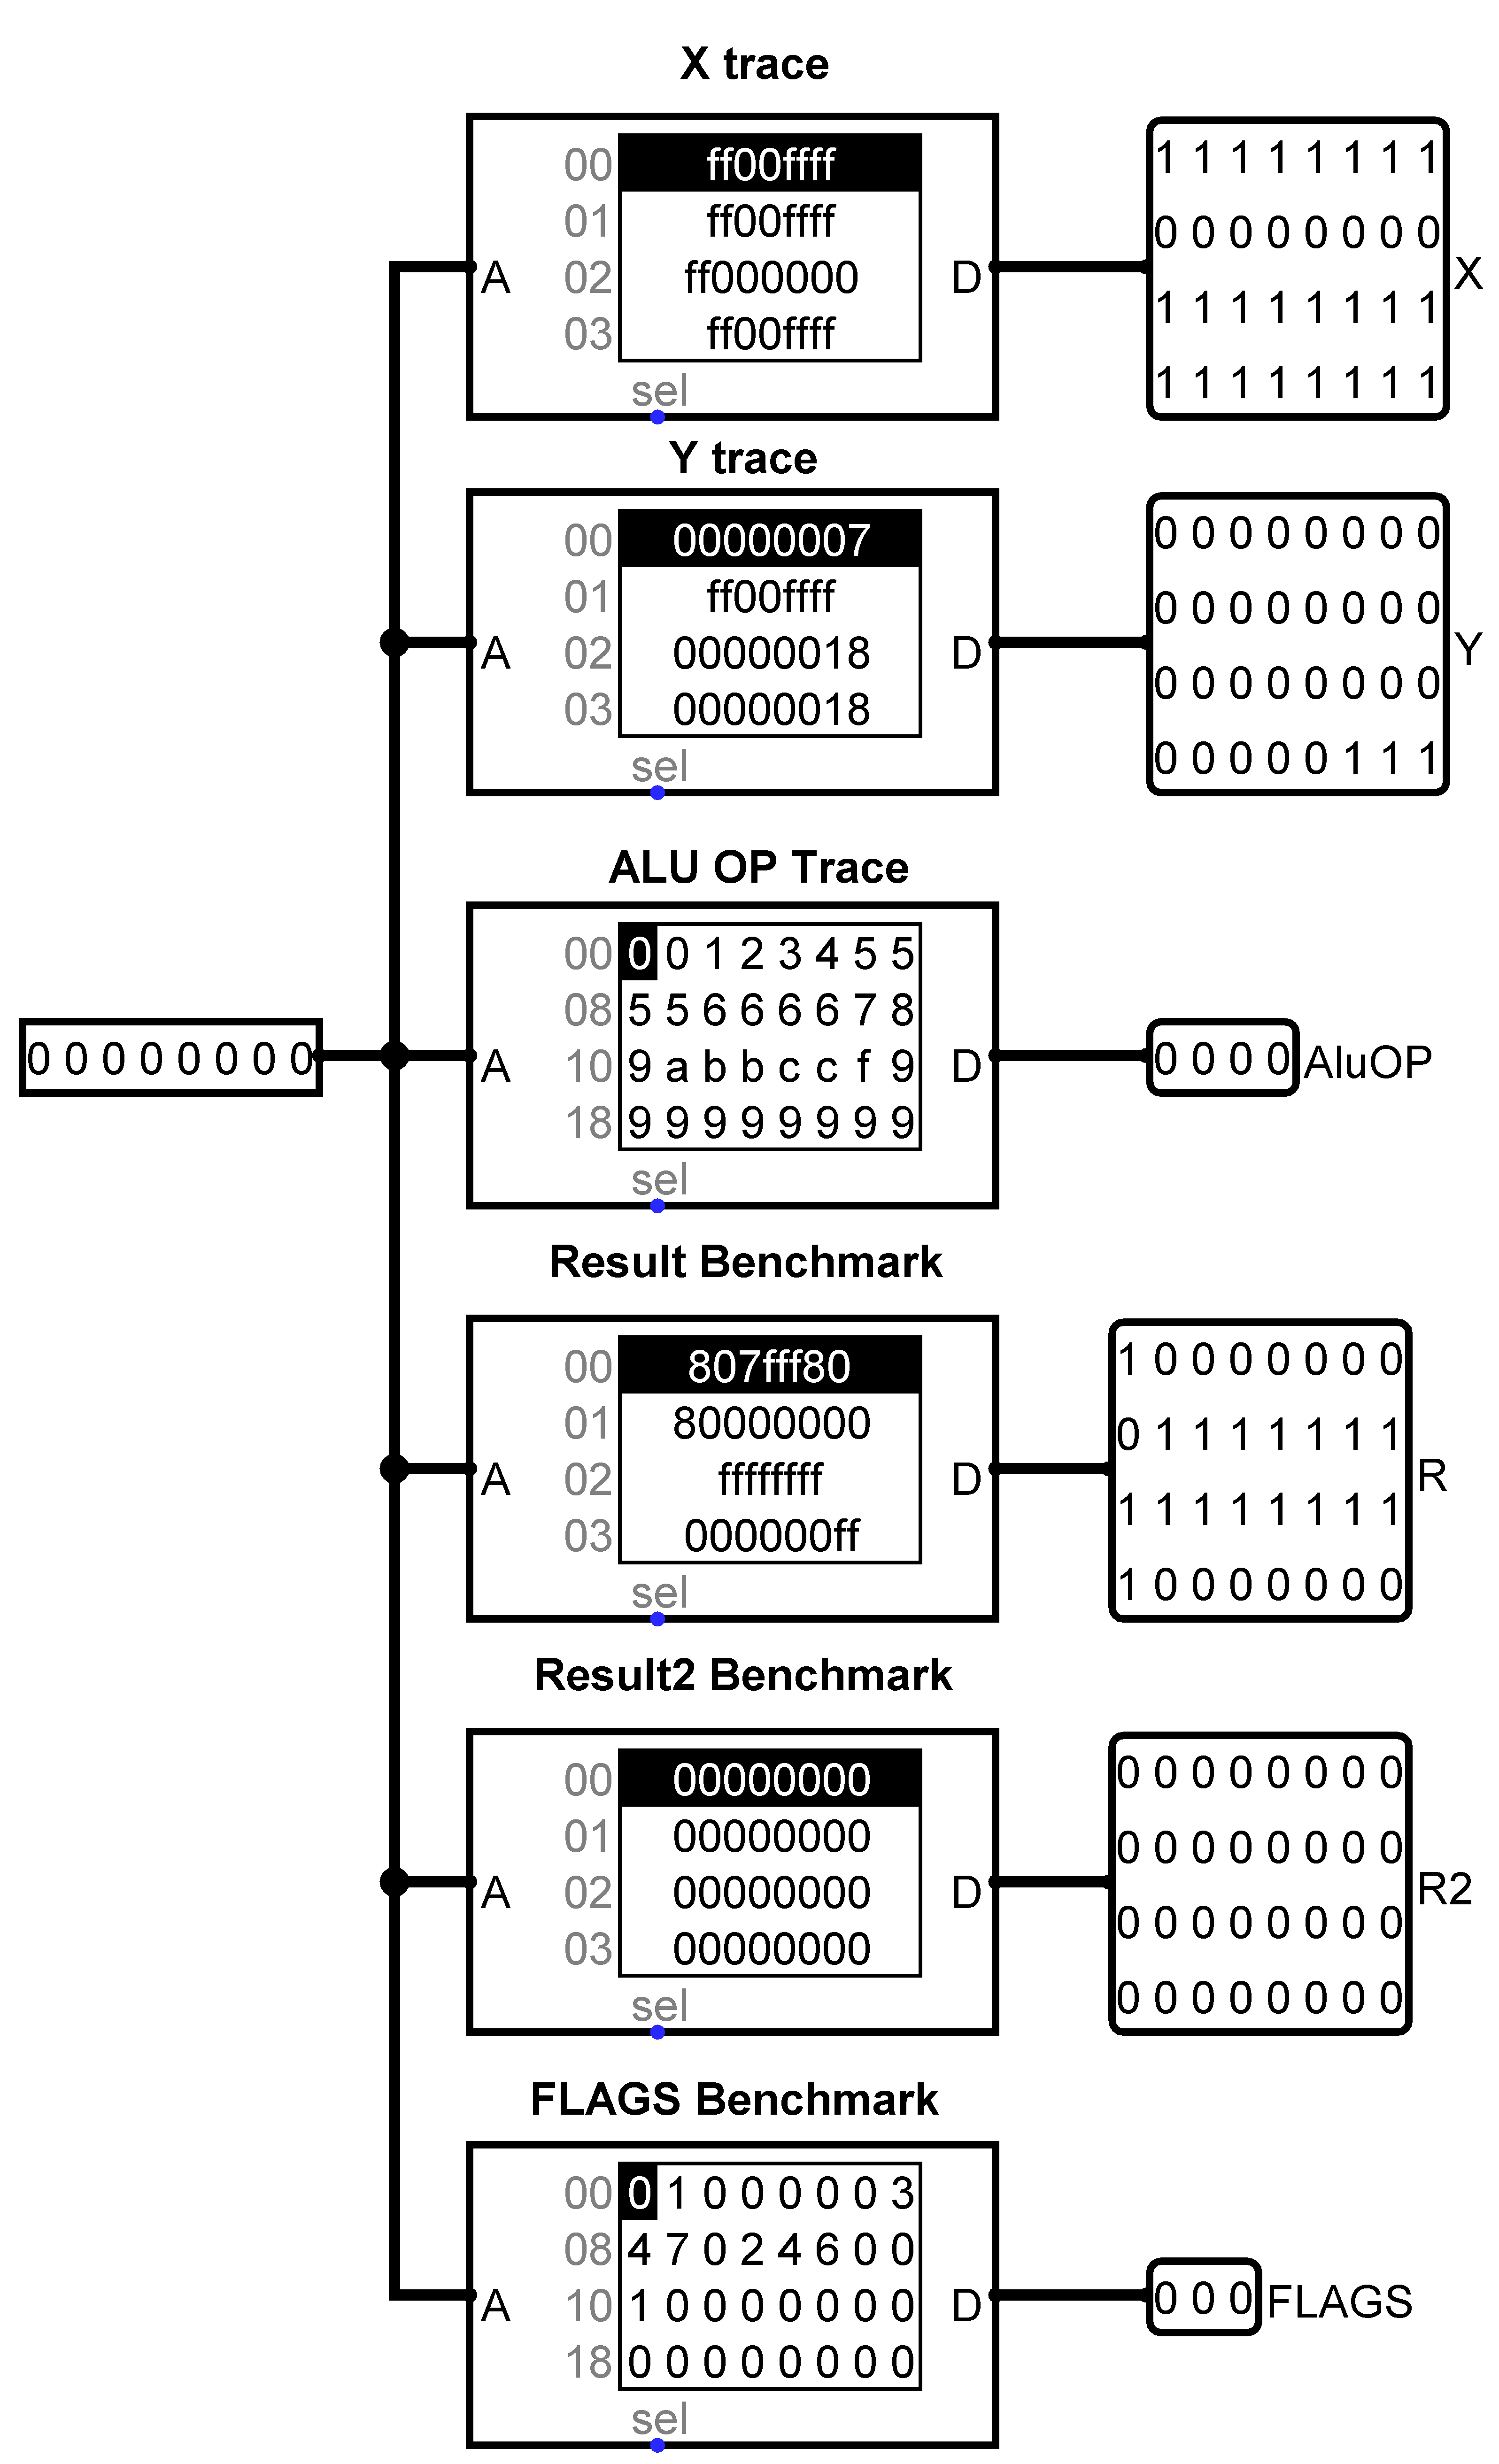 X trace
00 ff00ffff
01 ff00ffff
A 02 ff000000 D
03 ff00ffff
sel
1 1 1 1 1 1 1 1
0 0 0 0 0 0 0 0
1 1 1 1 1 1 1 1
1 1 1 1 1 1 1 1
X
Y trace
00 00000007
01 ff00ffff
A 02 00000018 D
03 00000018
sel
0 0 0 0 0 0 0 0
0 0 0 0 0 0 0 0
0 0 0 0 0 0 0 0
0 0 0 0 0 1 1 1
Y
ALU OP Trace
00 0 0 1 2 3 4 5 5
08 5 5 6 6 6 6 7 8
0 0 0 0 0 0 0 0
A 10 9 a b b c c f 9 D
18 9 9 9 9 9 9 9 9
sel
0 0 0 0 AluOP
Result Benchmark
00 807fff80
01 80000000
A 02 ffffffff D
03 000000ff
sel
1 0 0 0 0 0 0 0
0 1 1 1 1 1 1 1
1 1 1 1 1 1 1 1
1 0 0 0 0 0 0 0
R
Result2 Benchmark
00 00000000
01 00000000
A 02 00000000 D
03 00000000
sel
0 0 0 0 0 0 0 0
0 0 0 0 0 0 0 0
0 0 0 0 0 0 0 0
0 0 0 0 0 0 0 0
R2
FLAGS Benchmark
00 0 1 0 0 0 0 0 3
08 4 7 0 2 4 6 0 0
A 10 1 0 0 0 0 0 0 0 D
18 0 0 0 0 0 0 0 0
sel
0 0 0 FLAGS